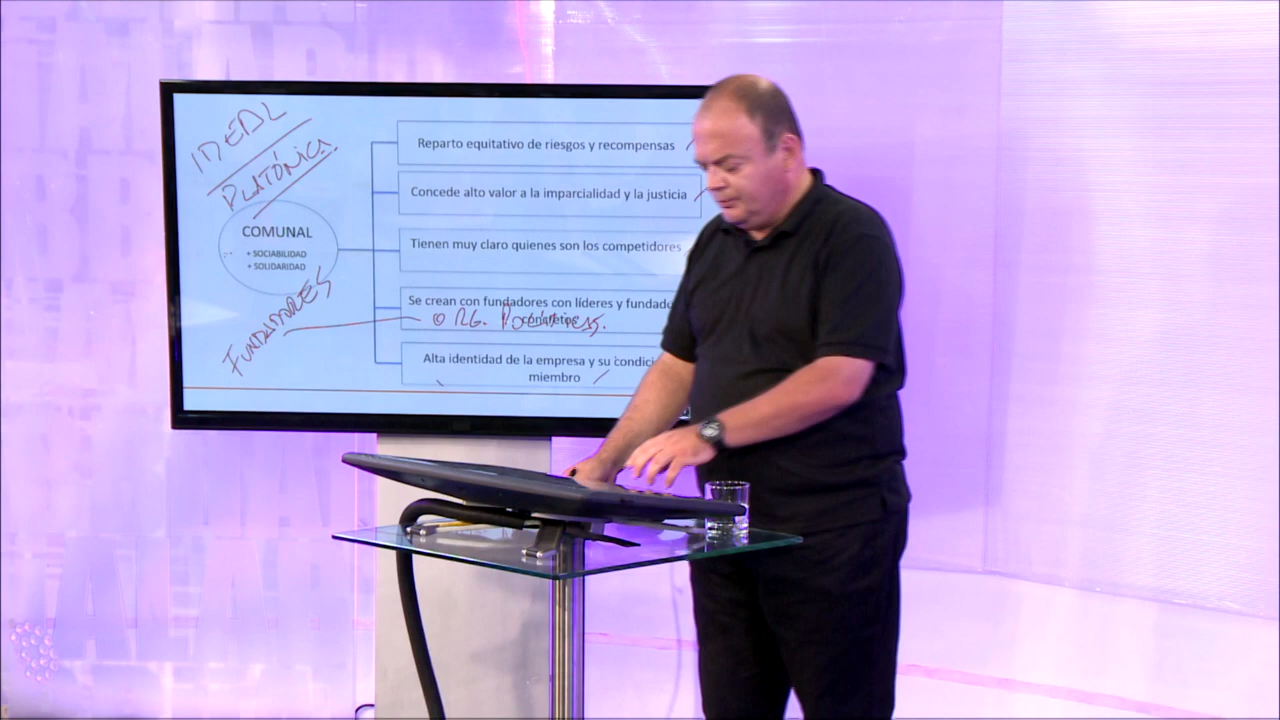 IDEAL
PLATÓNICA.
COMUNAL
+ SOCIABILIDAD
+ SOLIDARIDAD
FUNDADORES
Reparto equitativo de riesgos y recompensas
Concede alto valor a la imparcialidad y la justicia
Tienen muy claro quienes son los competidores
Se crean con fundadores con líderes y fundado
concretos
ORG.
Alta identidad de la empresa y su condici
miembro